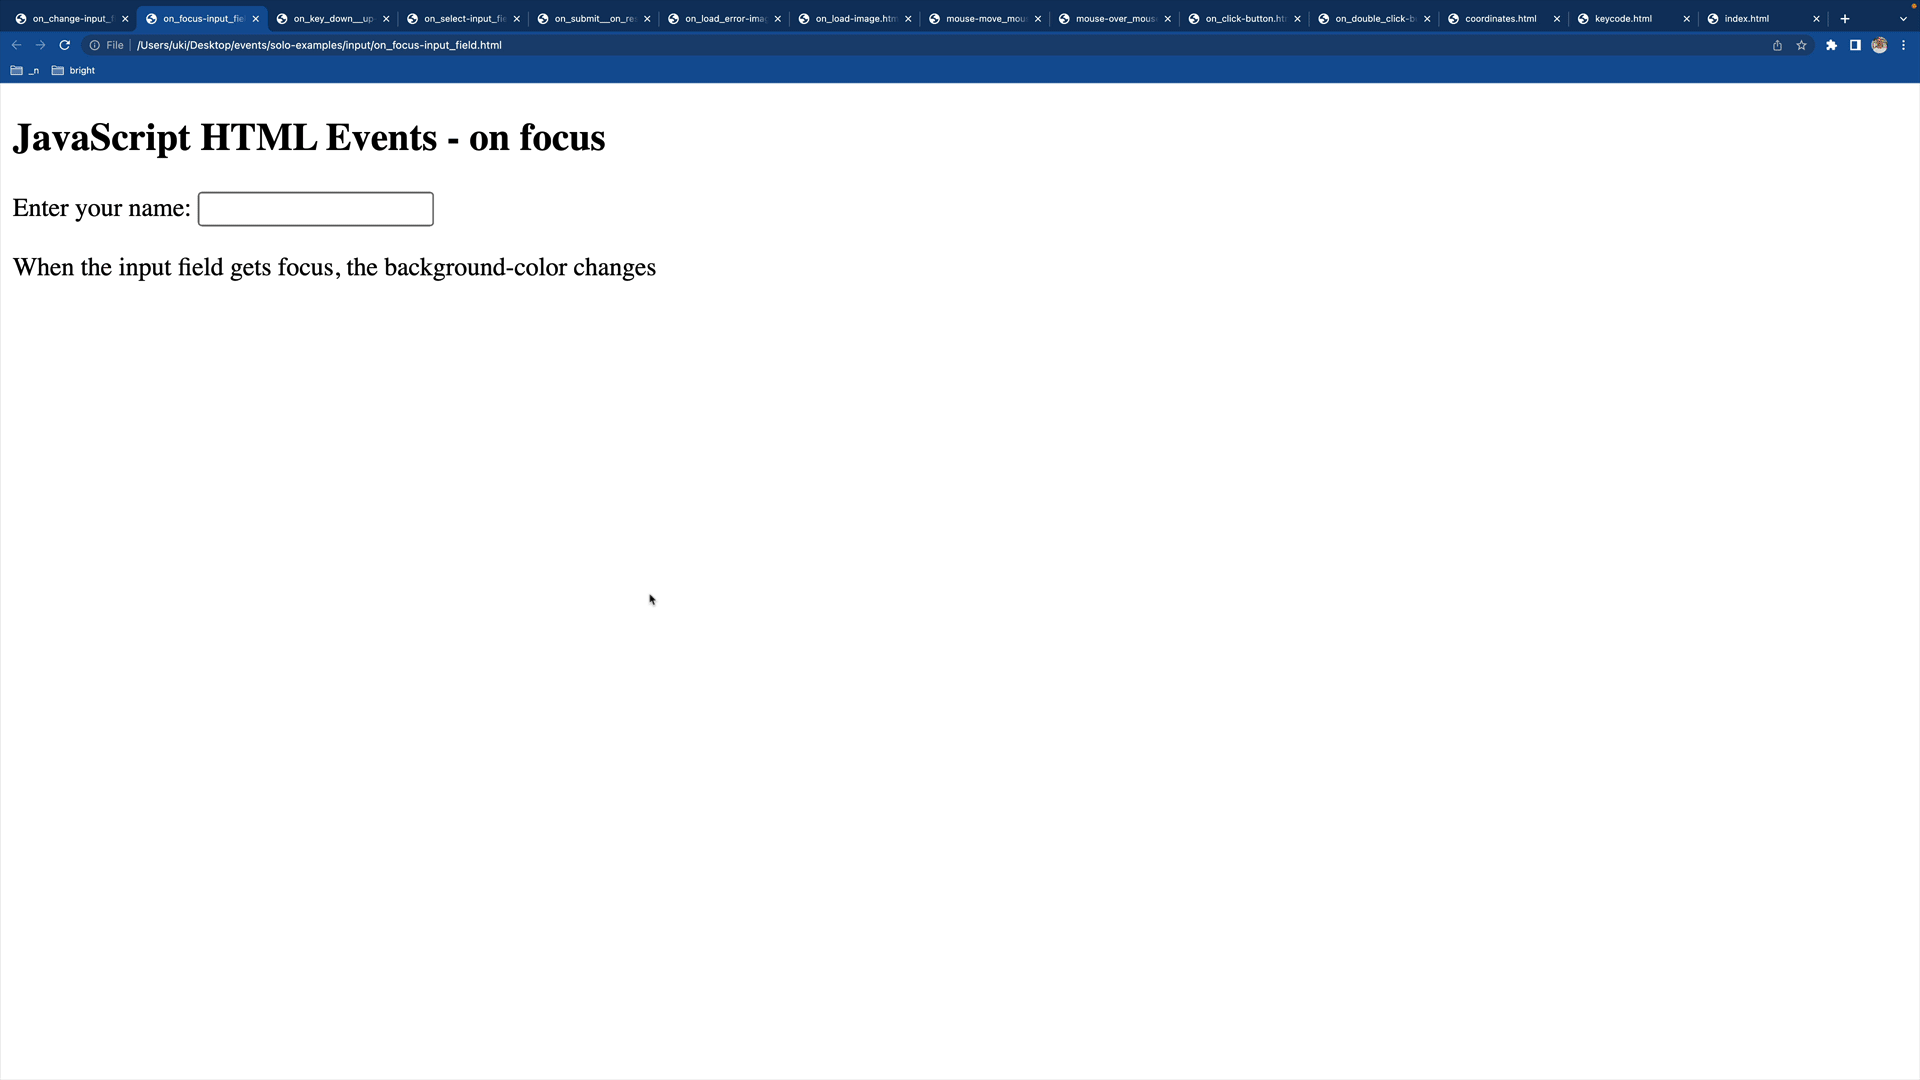 on_change-input_f
on_focus-input_fie
on_key_down__up-
on_select-input_fie
on_submit__on_re
on_load_error-imag
on_load-image.htm
mouse-move_mou
mouse-over_mous
on_click-button.ht
on_double_click-b
coordinates.html
keycode.html
index.html
File
/Users/uki/Desktop/events/solo-examples/input/on_focus-input_field.html
_n
bright
JavaScript HTML Events - on focus
Enter your name:
When the input field gets focus, the background-color changes